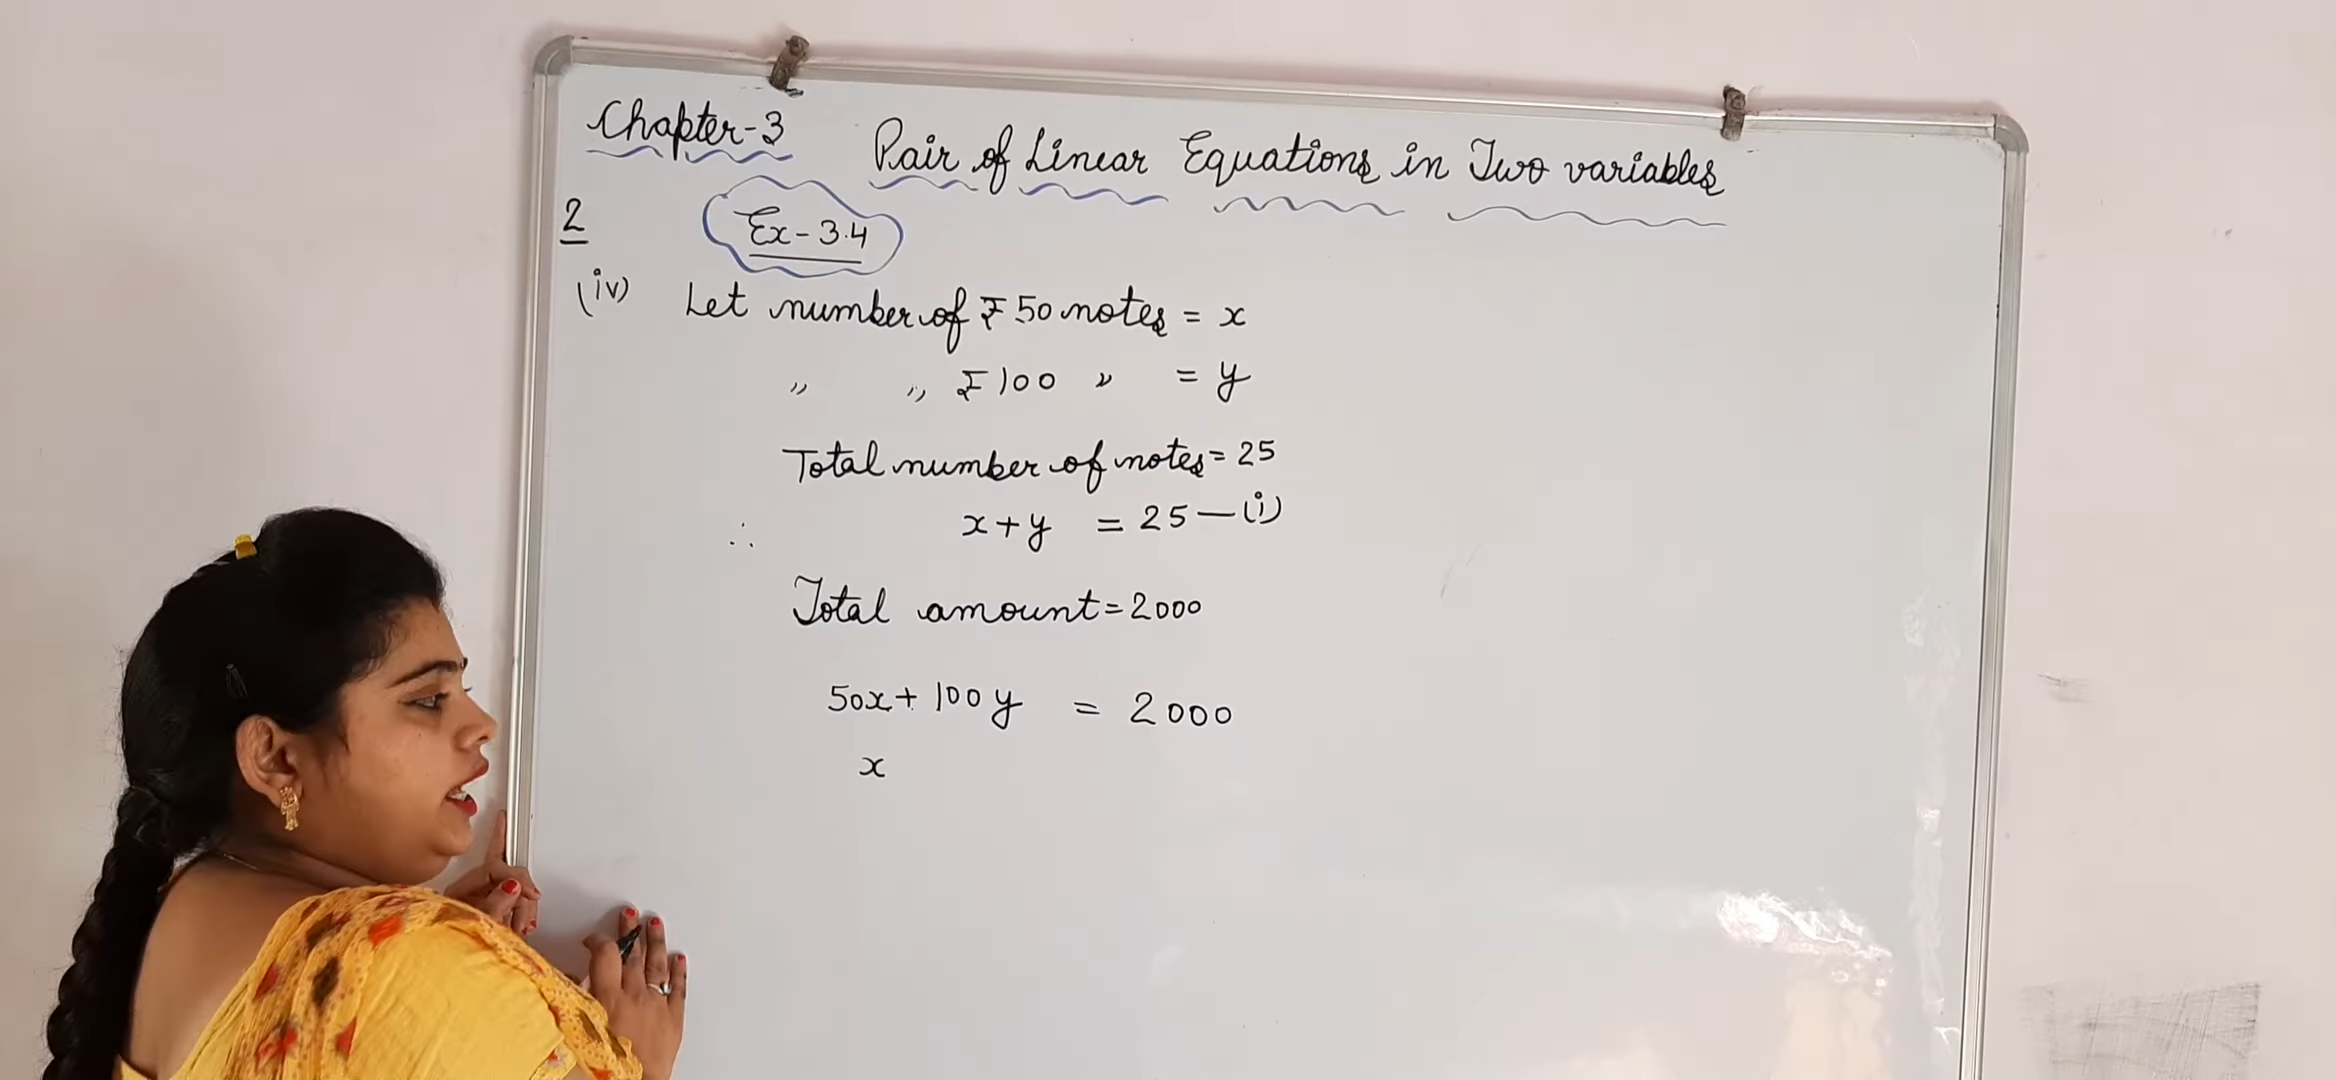 Chapter-3 Pair of Linear Equations in Two variables
2
Ex-3.4
(iv) Let number of ₹50 notes = x
„ „ ₹100 „ = y
Total number of notes = 25
∴ x+y = 25 — (i)
Total amount = 2000
50x + 100y = 2000
x